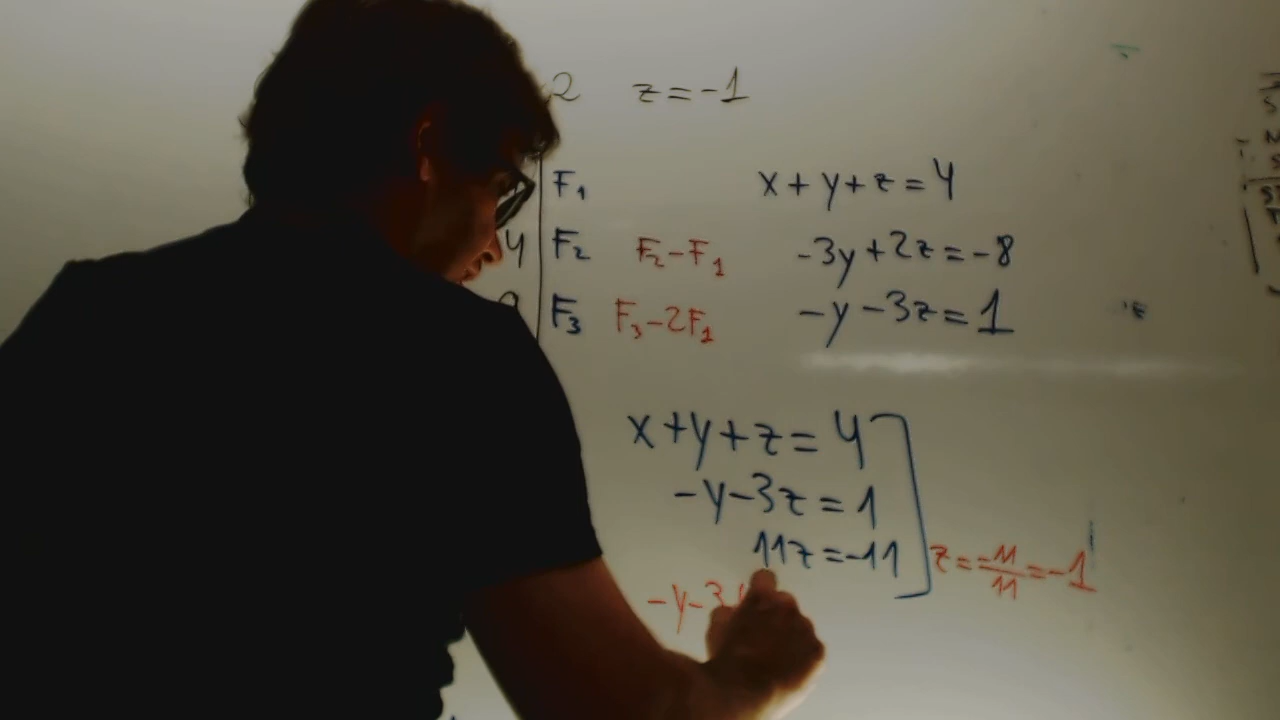 2 z = -1
F₁ x + y + z = 4
4 F₂ F₂-F₁ -3y + 2z = -8
F₃ F₃-2F₁ -y - 3z = 1
x + y + z = 4
-y - 3z = 1
11z = -11 z = -11/11 = -1
-y-3(